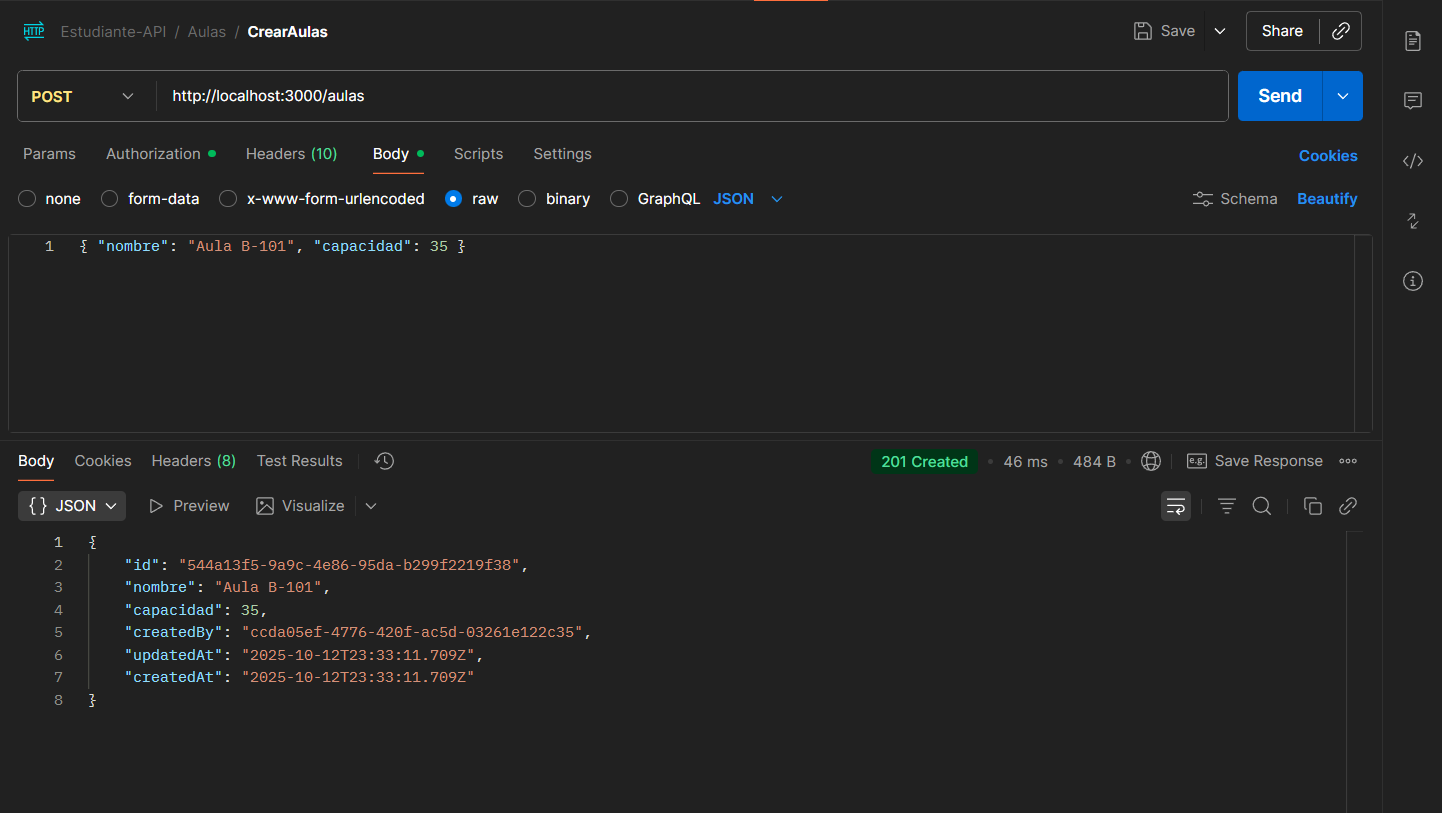 HTTP Estudiante-API / Aulas / CrearAulas Save Share
POST http://localhost:3000/aulas Send
Params Authorization Headers (10) Body Scripts Settings Cookies
none form-data x-www-form-urlencoded raw binary GraphQL JSON Schema Beautify
1 { "nombre": "Aula B-101", "capacidad": 35 }
Body Cookies Headers (8) Test Results 201 Created 46 ms 484 B e.g. Save Response
{} JSON Preview Visualize
1 {
2 "id": "544a13f5-9a9c-4e86-95da-b299f2219f38",
3 "nombre": "Aula B-101",
4 "capacidad": 35,
5 "createdBy": "ccda05ef-4776-420f-ac5d-03261e122c35",
6 "updatedAt": "2025-10-12T23:33:11.709Z",
7 "createdAt": "2025-10-12T23:33:11.709Z"
8 }